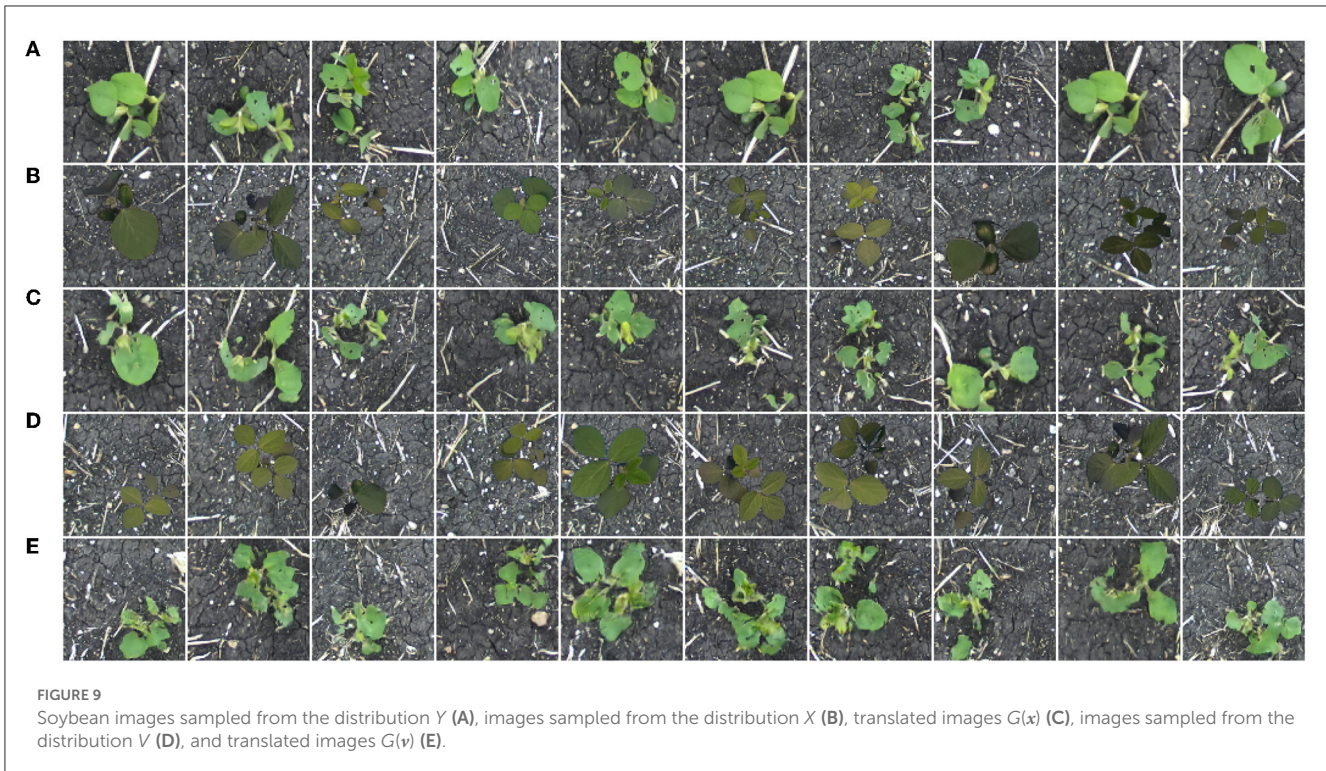 A
B
C
D
E
FIGURE 9
Soybean images sampled from the distribution Y (A), images sampled from the distribution X (B), translated images G(x) (C), images sampled from the
distribution V (D), and translated images G(v) (E).